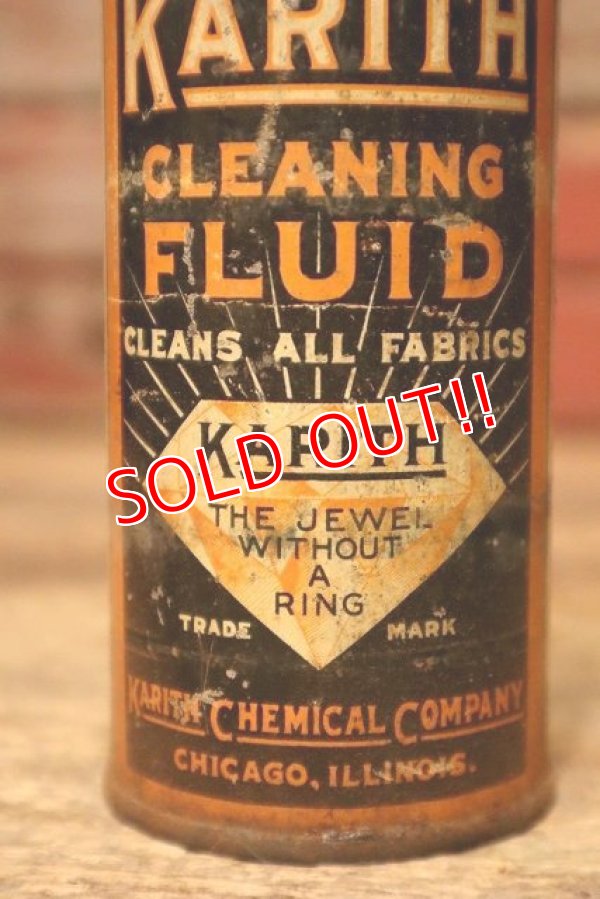 KARITH
CLEANING
FLUID
CLEANS ALL FABRICS
SOLD OUT!!
KARITH
THE JEWEL
WITHOUT
A
RING
TRADE MARK
KARITH CHEMICAL COMPANY
CHICAGO, ILLINOIS.